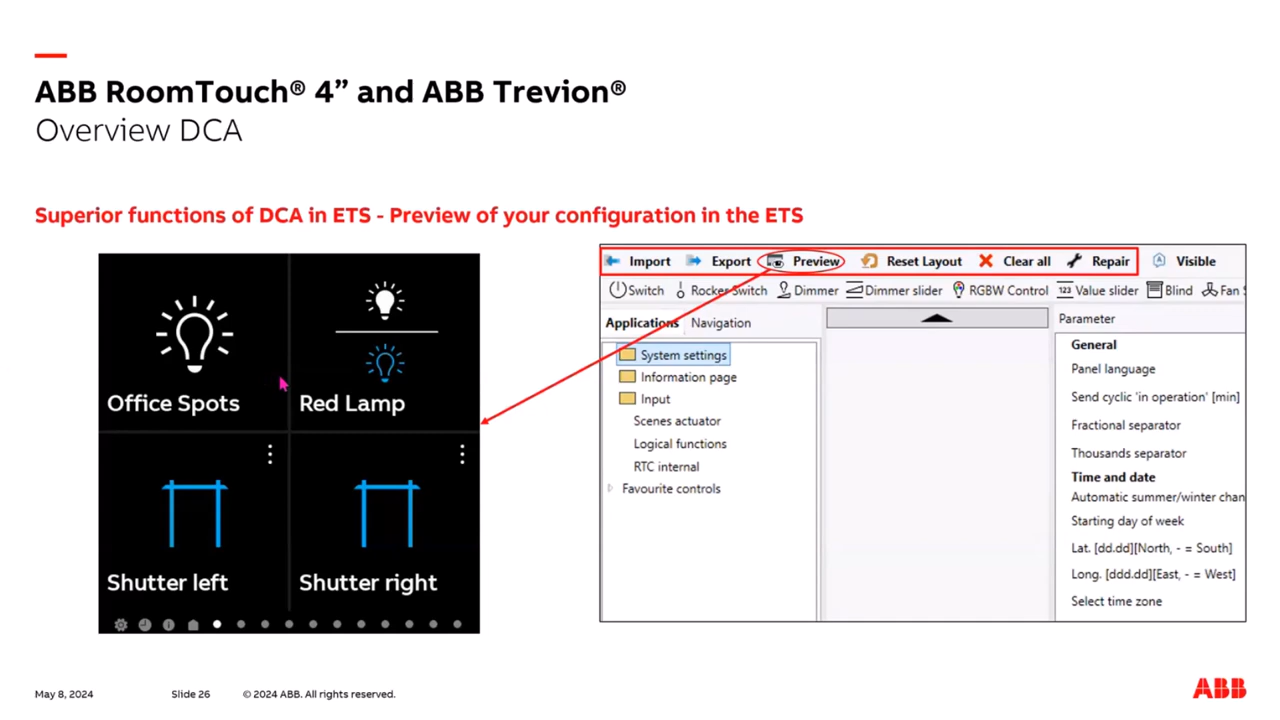 ABB RoomTouch® 4” and ABB Trevion®
Overview DCA
Superior functions of DCA in ETS - Preview of your configuration in the ETS
Office Spots
Red Lamp
Shutter left
Shutter right
Import Export Preview Reset Layout Clear all Repair Visible
Switch Rocker Switch Dimmer Dimmer slider RGBW Control 123 Value slider Blind Fan S
Applications Navigation
System settings
Information page
Input
Scenes actuator
Logical functions
RTC internal
Favourite controls
Parameter
General
Panel language
Send cyclic 'in operation' [min]
Fractional separator
Thousands separator
Time and date
Automatic summer/winter chan
Starting day of week
Lat. [dd.dd][North, - = South]
Long. [ddd.dd][East, - = West]
Select time zone
May 8, 2024 Slide 26 © 2024 ABB. All rights reserved.
ABB